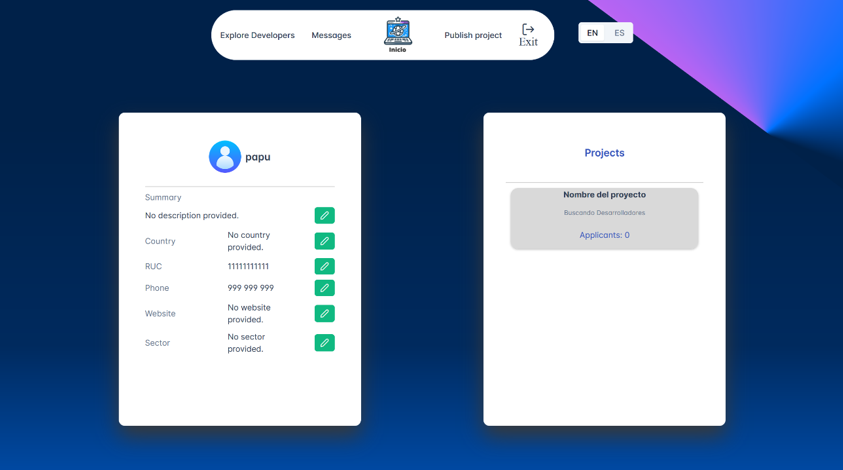 Explore Developers
Messages
Inicio
Publish project
Exit
EN
ES
papu
Summary
No description provided.
Country
No country
provided.
RUC
11111111111
Phone
999 999 999
Website
No website
provided.
Sector
No sector
provided.
Projects
Nombre del proyecto
Buscando Desarrolladores
Applicants: 0